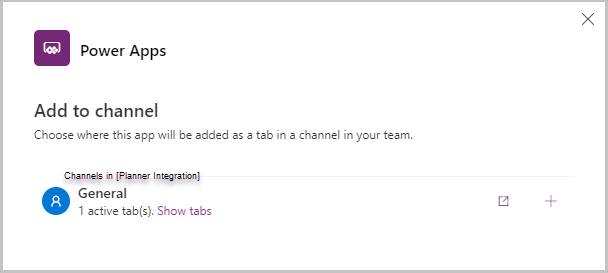 Power Apps
Add to channel
Choose where this app will be added as a tab in a channel in your team.
Channels in [Planner Integration]
General
1 active tab(s). Show tabs